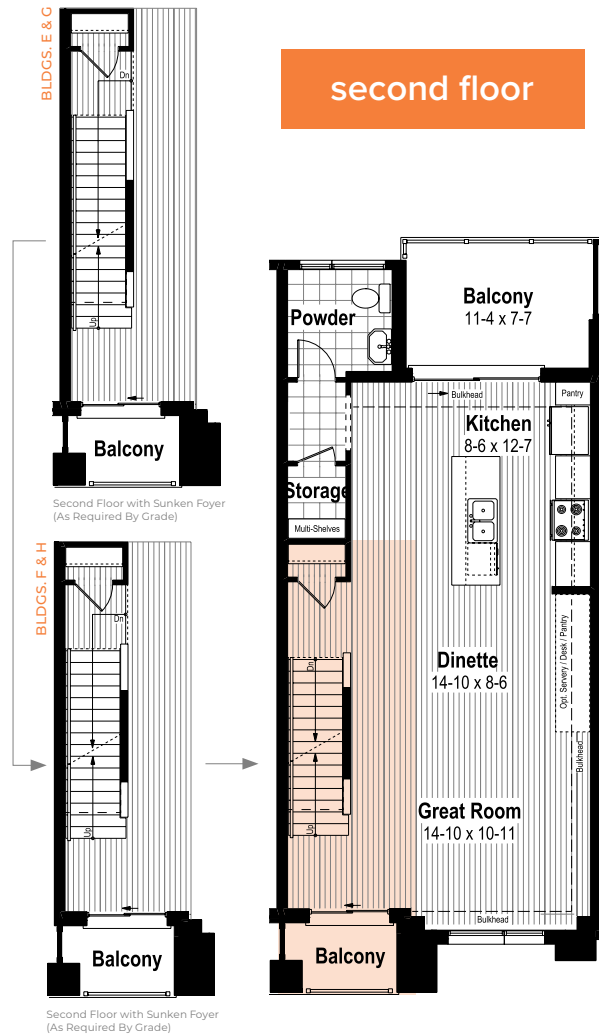 BLDGS. E & G
Dn
Up
Balcony
Second Floor with Sunken Foyer
(As Required By Grade)
BLDGS. F & H
Dn
Up
Balcony
Second Floor with Sunken Foyer
(As Required By Grade)
second floor
Balcony
11-4 x 7-7
Powder
Bulkhead
Pantry
Kitchen
8-6 x 12-7
Storage
Multi-Shelves
Dn
Dinette
14-10 x 8-6
Opt. Servery / Desk / Pantry
Bulkhead
Great Room
14-10 x 10-11
Up
Bulkhead
Balcony